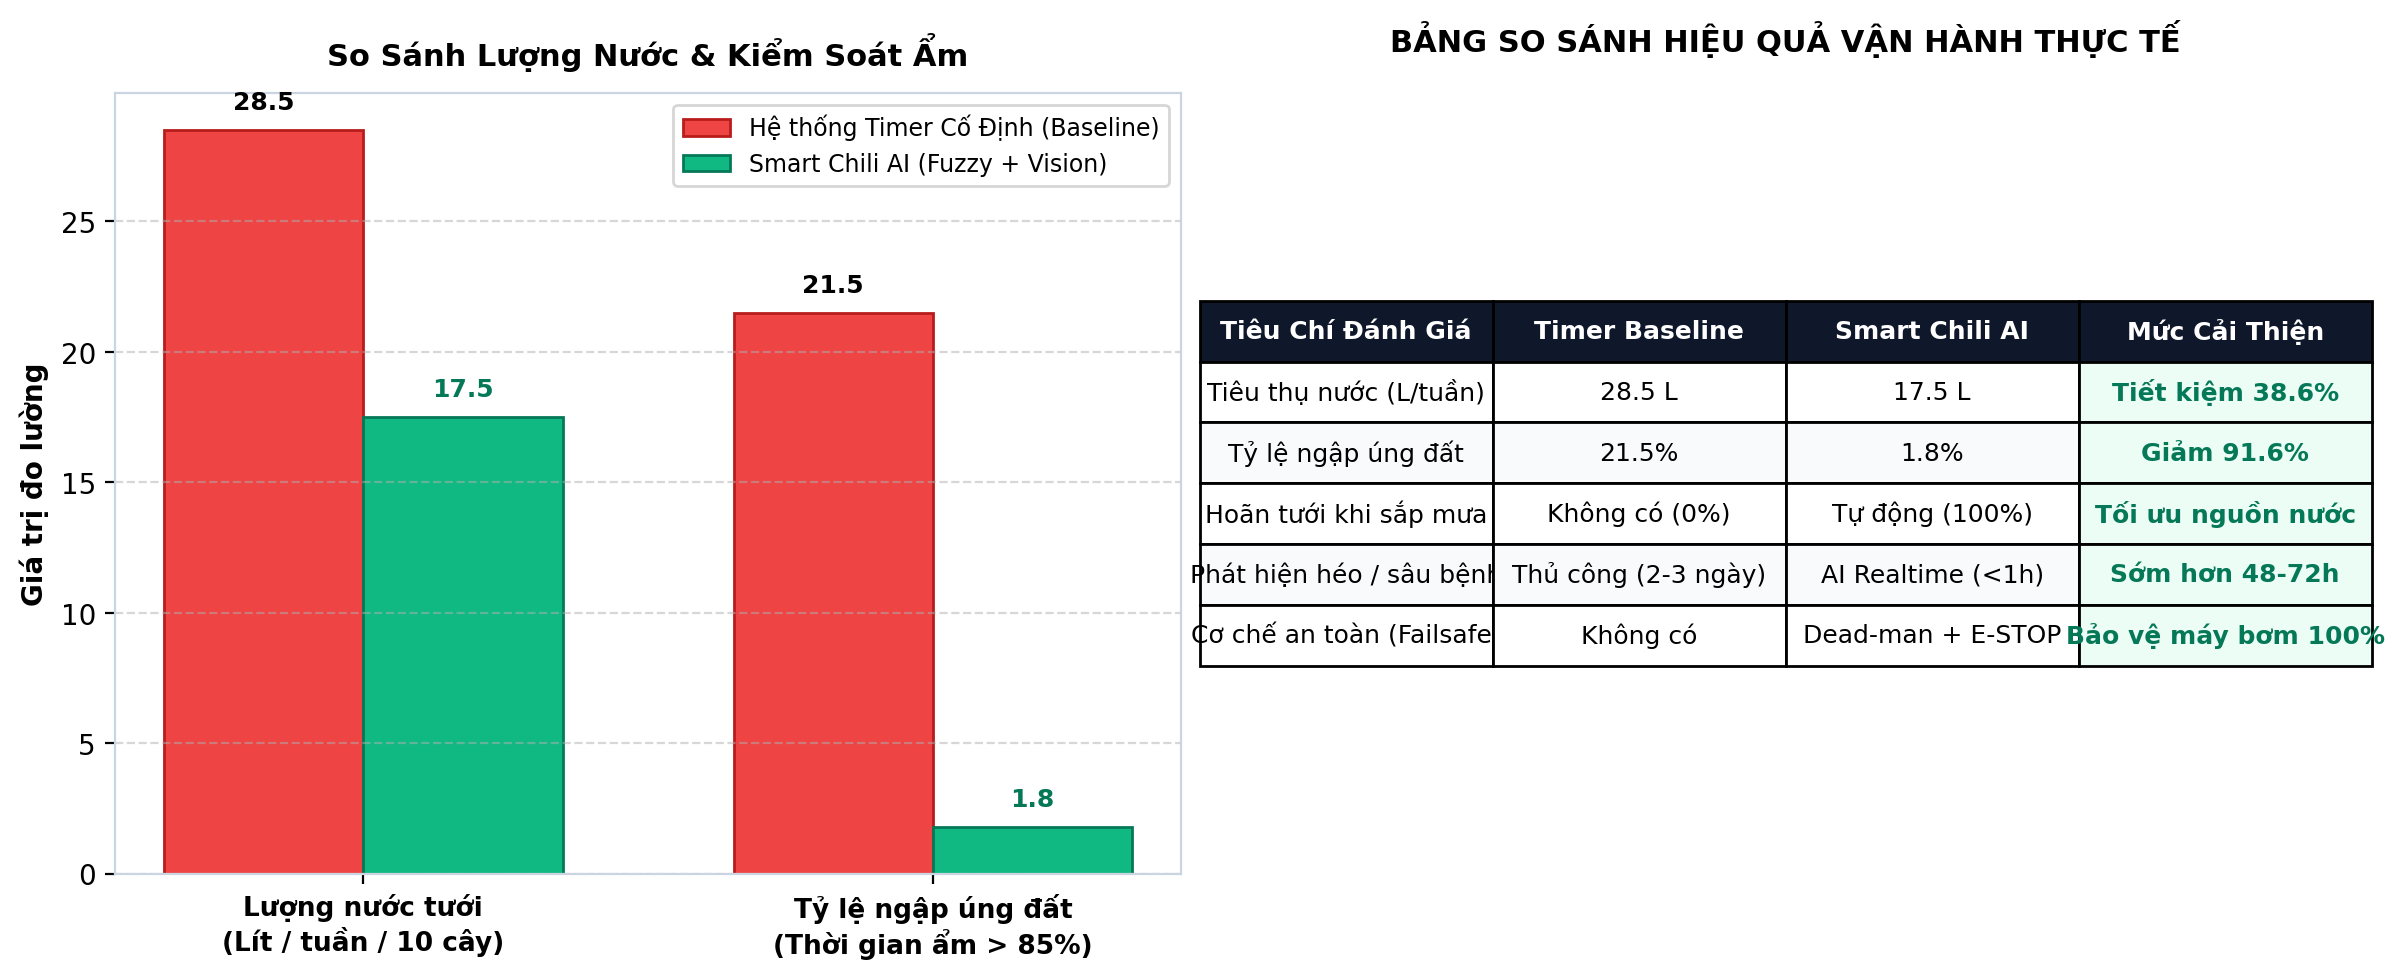 So Sánh Lượng Nước & Kiểm Soát Ẩm
28.5
17.5
21.5
1.8
Hệ thống Timer Cố Định (Baseline)
Smart Chili AI (Fuzzy + Vision)
Giá trị đo lường
25
20
15
10
5
0
Lượng nước tưới
(Lít / tuần / 10 cây)
Tỷ lệ ngập úng đất
(Thời gian ẩm > 85%)
BẢNG SO SÁNH HIỆU QUẢ VẬN HÀNH THỰC TẾ
Tiêu Chí Đánh Giá Timer Baseline Smart Chili AI Mức Cải Thiện
Tiêu thụ nước (L/tuần) 28.5 L 17.5 L Tiết kiệm 38.6%
Tỷ lệ ngập úng đất 21.5% 1.8% Giảm 91.6%
Hoãn tưới khi sắp mưa Không có (0%) Tự động (100%) Tối ưu nguồn nước
Phát hiện héo / sâu bệnh Thủ công (2-3 ngày) AI Realtime (<1h) Sớm hơn 48-72h
Cơ chế an toàn (Failsafe Không có Dead-man + E-STOP Bảo vệ máy bơm 100%